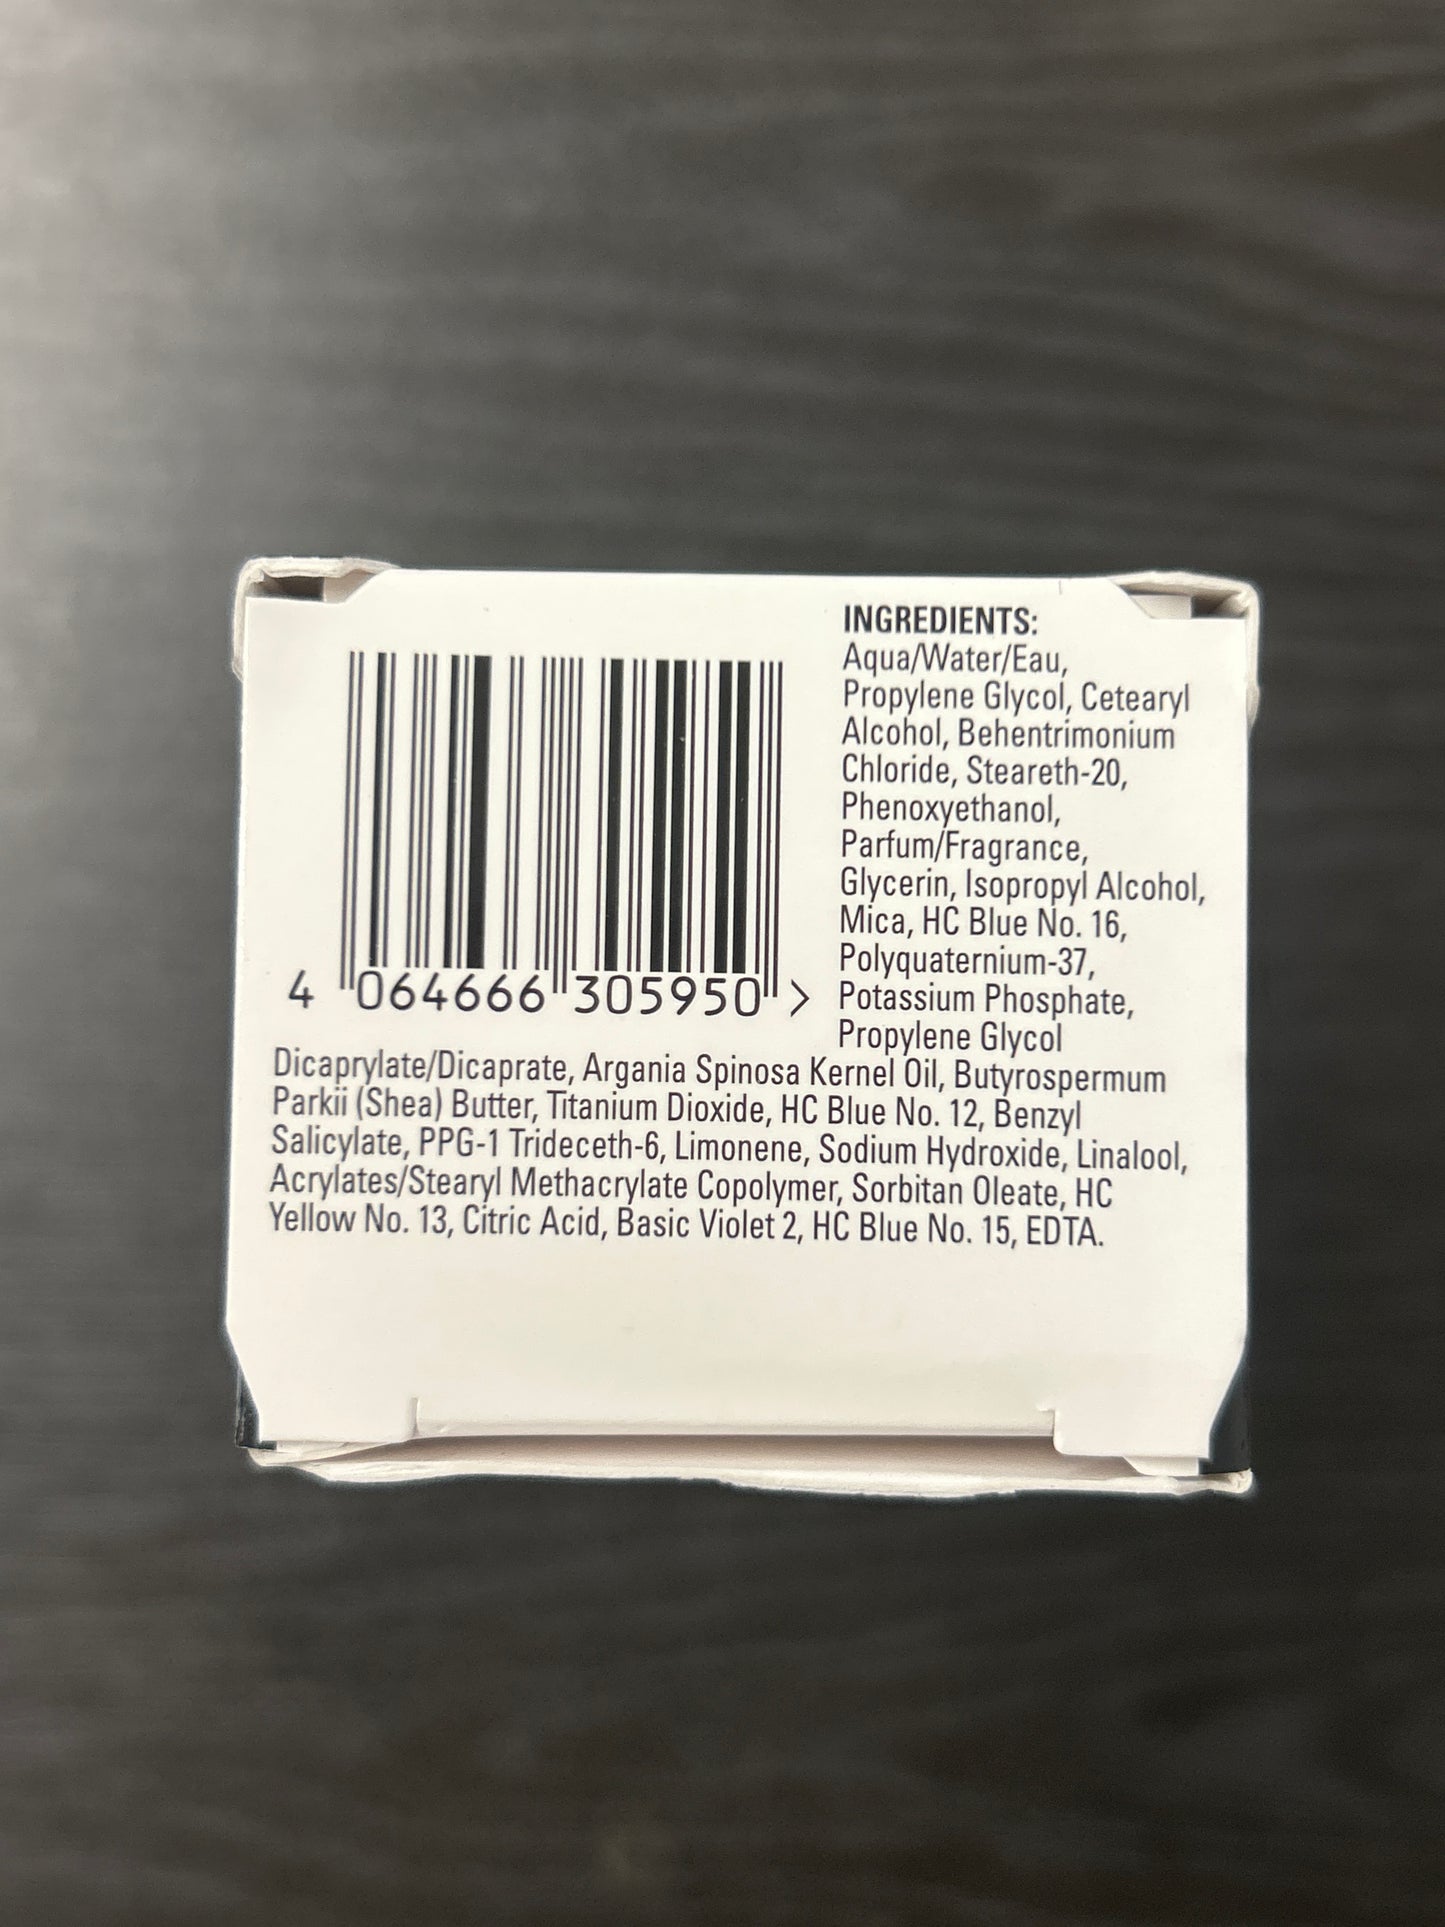 INGREDIENTS:
Aqua/Water/Eau,
Propylene Glycol, Cetearyl
Alcohol, Behentrimonium
Chloride, Steareth-20,
Phenoxyethanol,
Parfum/Fragrance,
Glycerin, Isopropyl Alcohol,
Mica, HC Blue No. 16,
Polyquaternium-37,
Potassium Phosphate,
Propylene Glycol
4 064666 305950 >
Dicaprylate/Dicaprate, Argania Spinosa Kernel Oil, Butyrospermum
Parkii (Shea) Butter, Titanium Dioxide, HC Blue No. 12, Benzyl
Salicylate, PPG-1 Trideceth-6, Limonene, Sodium Hydroxide, Linalool,
Acrylates/Stearyl Methacrylate Copolymer, Sorbitan Oleate, HC
Yellow No. 13, Citric Acid, Basic Violet 2, HC Blue No. 15, EDTA.